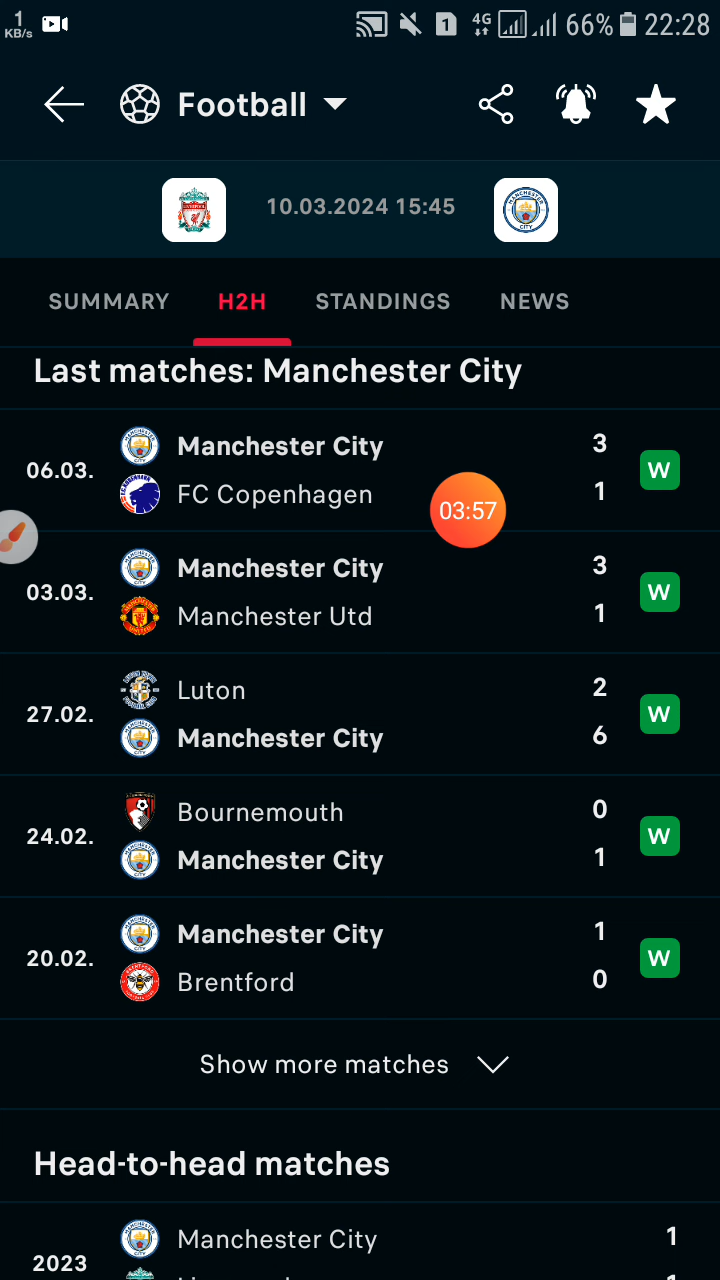 1
KB/s
1 4G 66% 22:28
Football
10.03.2024 15:45
SUMMARY H2H STANDINGS NEWS
Last matches: Manchester City
06.03. Manchester City 3 W
FC Copenhagen 1
03:57
03.03. Manchester City 3 W
Manchester Utd 1
27.02. Luton 2 W
Manchester City 6
24.02. Bournemouth 0 W
Manchester City 1
20.02. Manchester City 1 W
Brentford 0
Show more matches
Head-to-head matches
2023 Manchester City 1